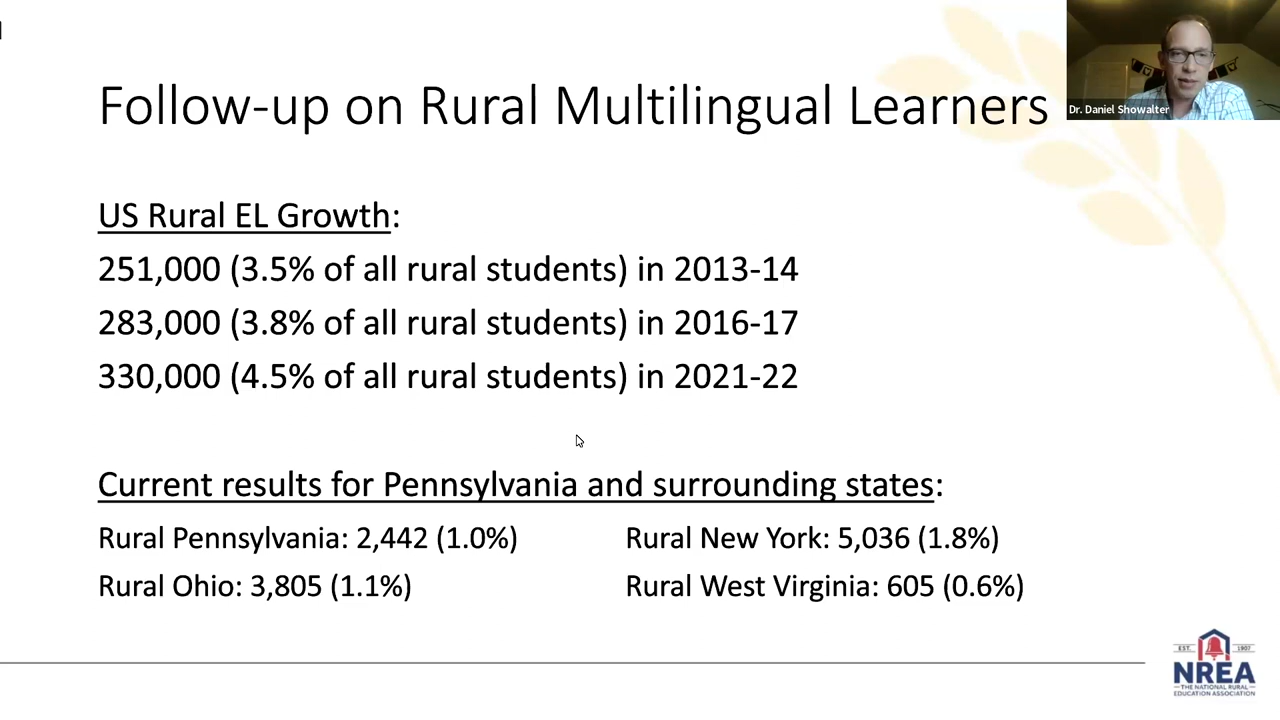 Follow-up on Rural Multilingual Learners
Dr. Daniel Showalter
US Rural EL Growth:
251,000 (3.5% of all rural students) in 2013-14
283,000 (3.8% of all rural students) in 2016-17
330,000 (4.5% of all rural students) in 2021-22
Current results for Pennsylvania and surrounding states:
Rural Pennsylvania: 2,442 (1.0%)
Rural New York: 5,036 (1.8%)
Rural Ohio: 3,805 (1.1%)
Rural West Virginia: 605 (0.6%)
EST. 1907
NREA
THE NATIONAL RURAL
EDUCATION ASSOCIATION